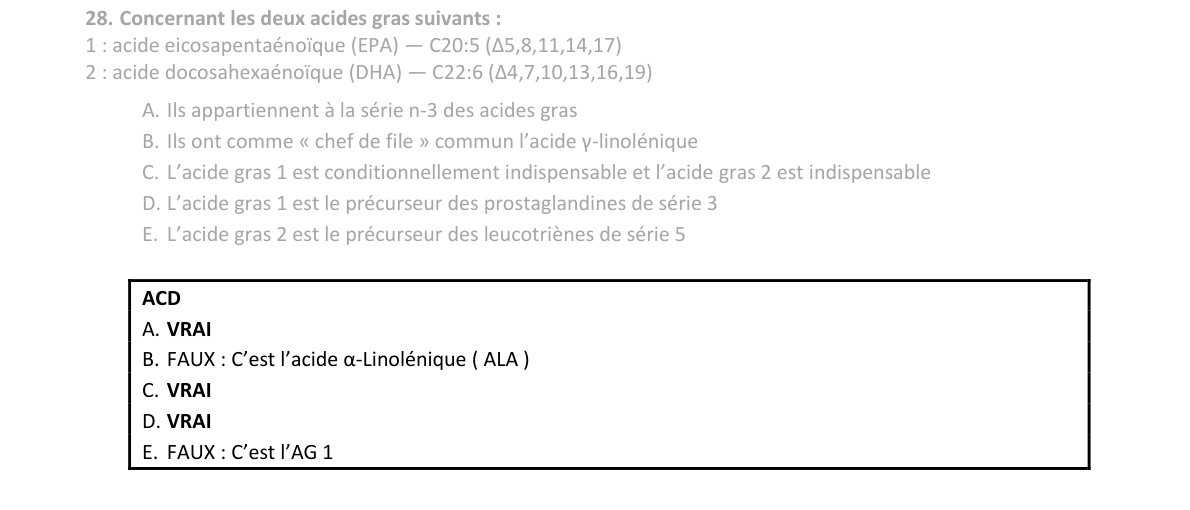 28. Concernant les deux acides gras suivants :
1 : acide eicosapentaénoïque (EPA) — C20:5 (Δ5,8,11,14,17)
2 : acide docosahexaénoïque (DHA) — C22:6 (Δ4,7,10,13,16,19)
A. Ils appartiennent à la série n-3 des acides gras
B. Ils ont comme « chef de file » commun l’acide γ-linolénique
C. L’acide gras 1 est conditionnellement indispensable et l’acide gras 2 est indispensable
D. L’acide gras 1 est le précurseur des prostaglandines de série 3
E. L’acide gras 2 est le précurseur des leucotriènes de série 5
ACD
A. VRAI
B. FAUX : C’est l’acide α-Linolénique ( ALA )
C. VRAI
D. VRAI
E. FAUX : C’est l’AG 1